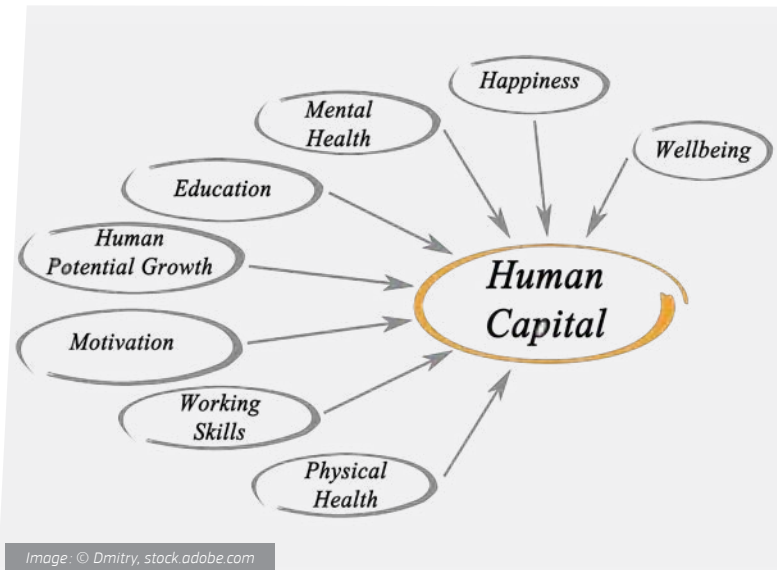 Happiness
Mental
Health
Wellbeing
Education
Human
Potential Growth
Human
Capital
Motivation
Working
Skills
Physical
Health
Image: © Dmitry, stock.adobe.com